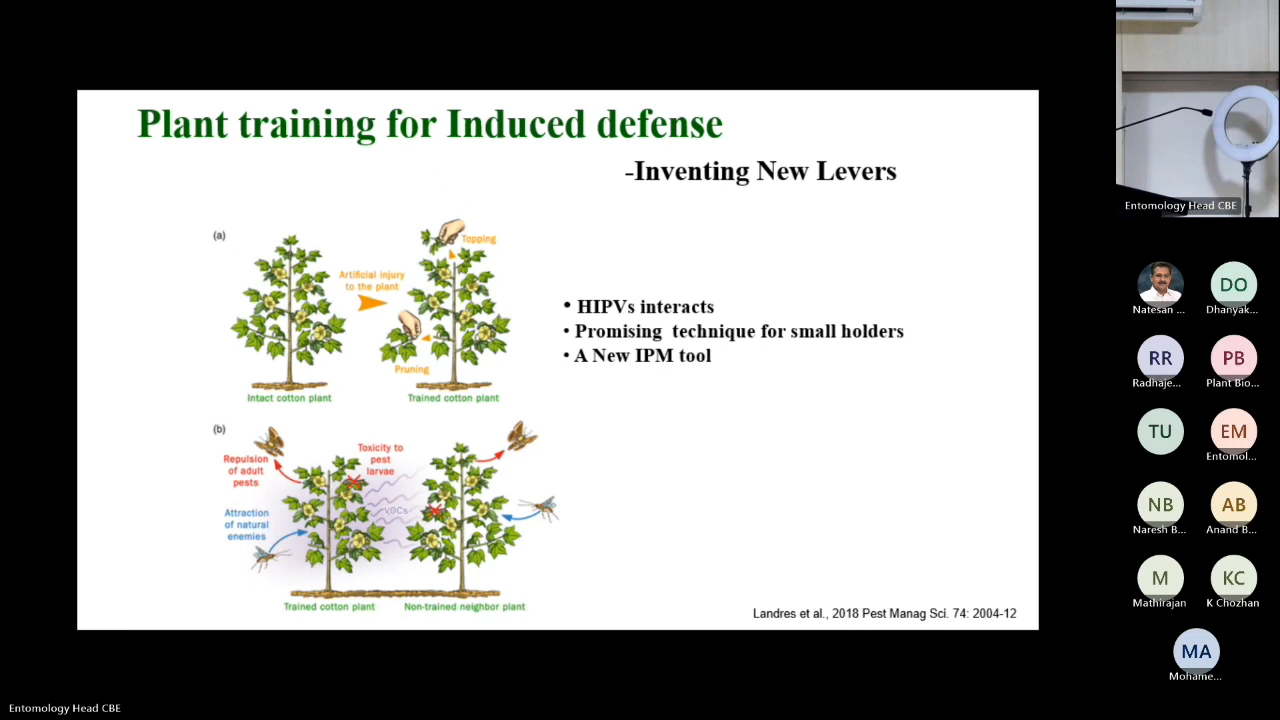 Plant training for Induced defense
-Inventing New Levers
(a)
Topping
Artificial injury
to the plant
Pruning
Intact cotton plant
Trained cotton plant
• HIPVs interacts
• Promising technique for small holders
• A New IPM tool
(b)
Toxicity to
pest
larvae
Repulsion
of adult
pests
VOCs
Attraction
of natural
enemies
Trained cotton plant
Non-trained neighbor plant
Landres et al., 2018 Pest Manag Sci. 74: 2004-12
Entomology Head CBE
Natesan ...
DO
Dhanyak...
RR
Radhaje...
PB
Plant Bio...
TU
EM
Entomol...
NB
Naresh B...
AB
Anand B...
M
Mathirajan
KC
K Chozhan
MA
Mohame...
Entomology Head CBE